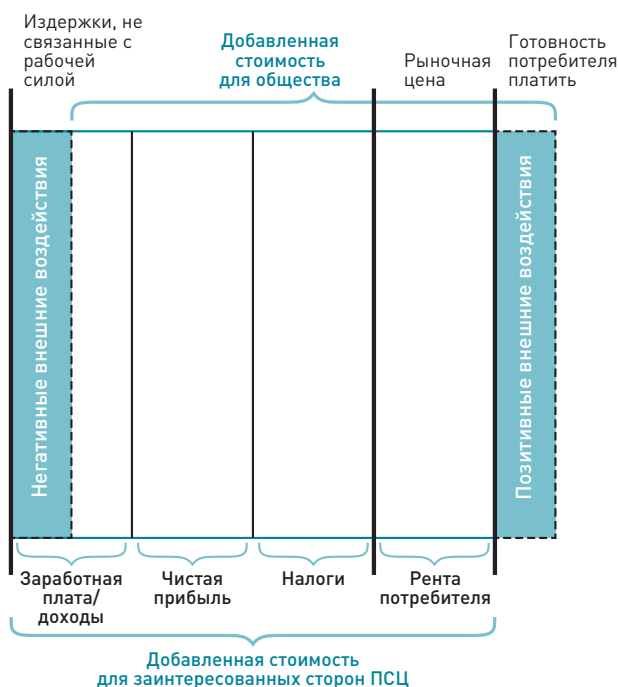 Издержки, не
связанные с
рабочей
силой
Добавленная
стоимость
для общества
Рыночная
цена
Готовность
потребителя
платить
Негативные внешние воздействия
Позитивные внешние воздействия
Заработная
плата/
доходы
Чистая
прибыль
Налоги
Рента
потребителя
Добавленная стоимость
для заинтересованных сторон ПСЦ